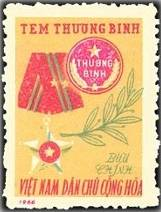 TEM THƯƠNG BINH
THƯƠNG
BINH
BƯU
CHÍNH
VIỆT NAM DÂN CHỦ CỘNG HÒA
1966